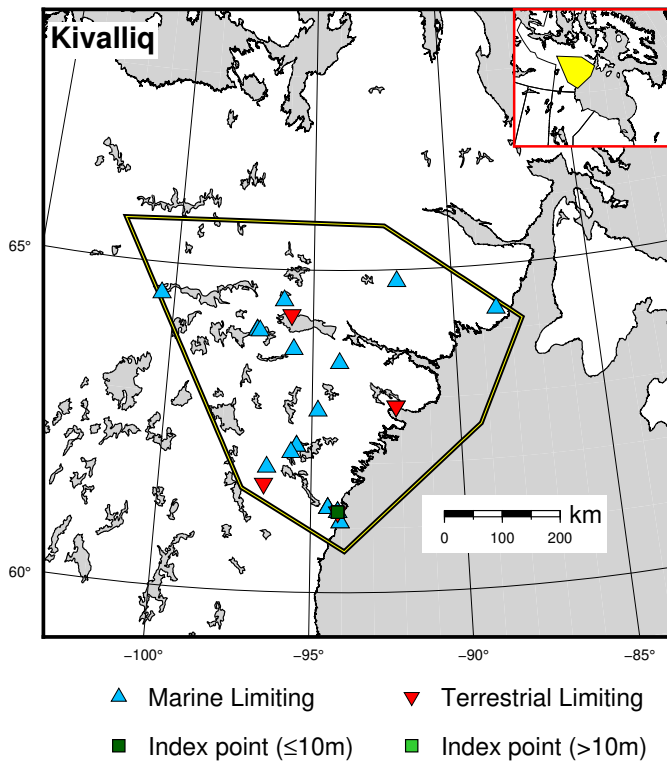 Kivalliq
65°
60°
km
0 100 200
−100° −95° −90° −85°
Marine Limiting Terrestrial Limiting
Index point (≤10m) Index point (>10m)